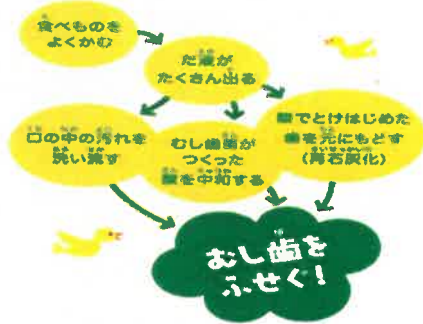 食べものを
よくかむ
だ液が
たくさん出る
口の中の汚れを
洗い流す
むし歯菌が
つくった
酸を中和する
酸でとけはじめた
歯を元にもどす
(再石灰化)
むし歯を
ふせぐ!